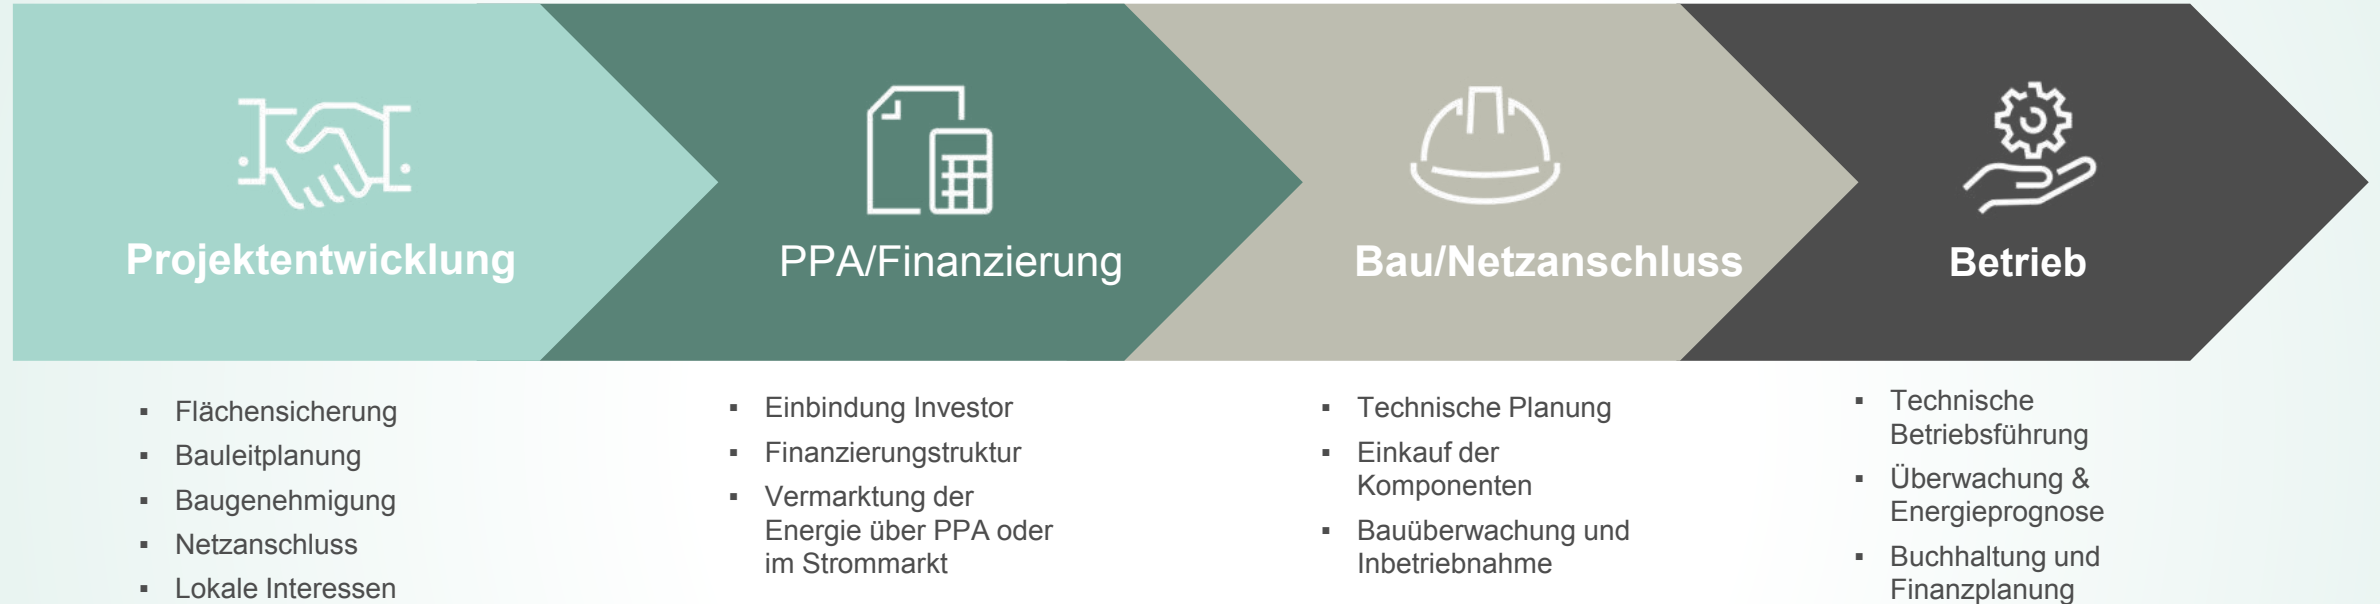 Projektentwicklung
PPA/Finanzierung
Bau/Netzanschluss
Betrieb
▪ Flächensicherung
▪ Bauleitplanung
▪ Baugenehmigung
▪ Netzanschluss
▪ Lokale Interessen
▪ Einbindung Investor
▪ Finanzierungstruktur
▪ Vermarktung der
Energie über PPA oder
im Strommarkt
▪ Technische Planung
▪ Einkauf der
Komponenten
▪ Bauüberwachung und
Inbetriebnahme
▪ Technische
Betriebsführung
▪ Überwachung &
Energieprognose
▪ Buchhaltung und
Finanzplanung